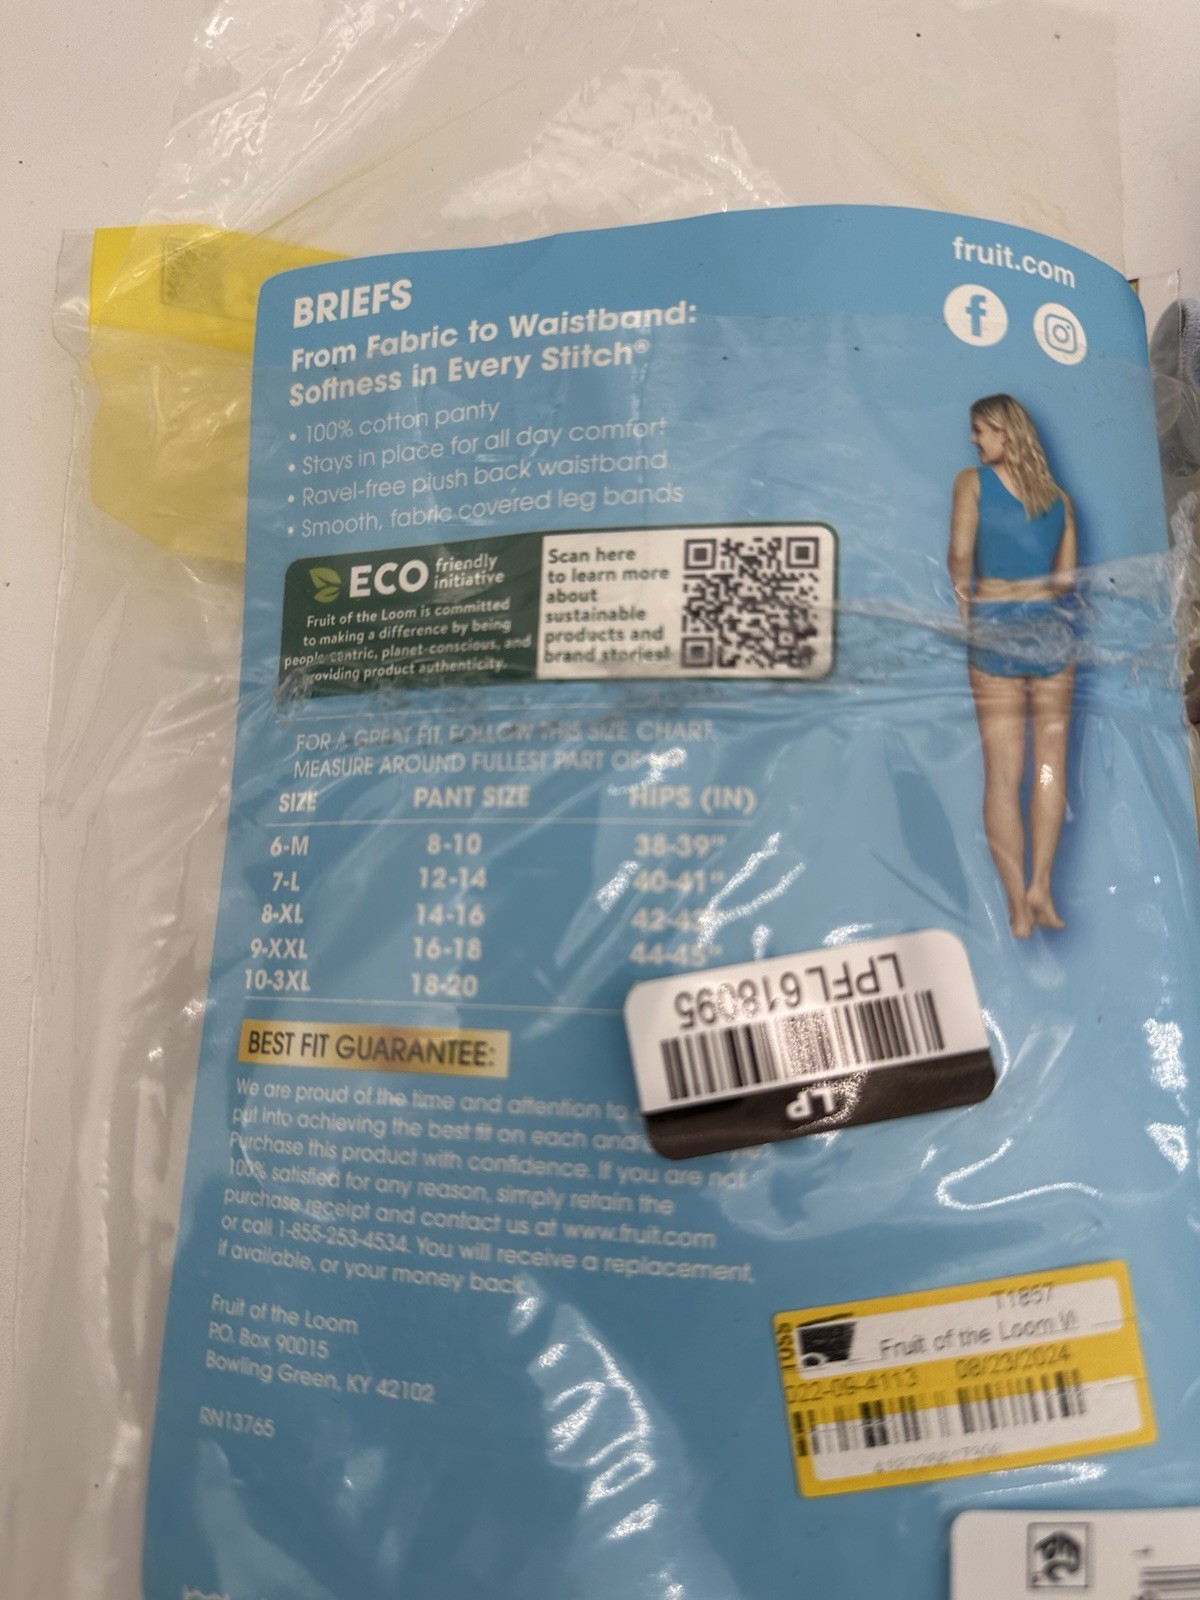 fruit.com
BRIEFS
From Fabric to Waistband:
Softness in Every Stitch®
• 100% cotton panty
• Stays in place for all day comfort
• Ravel-free plush back waistband
• Smooth, fabric covered leg bands
ECO friendly
initiative
Fruit of the Loom is committed
to making a difference by being
people-centric, planet-conscious, and
providing product authenticity.
Scan here
to learn more
about
sustainable
products and
brand stories!
FOR A GREAT FIT, FOLLOW THIS SIZE CHART.
MEASURE AROUND FULLEST PART OF HIP
SIZE PANT SIZE HIPS (IN)
6-M 8-10 38-39"
7-L 12-14 40-41"
8-XL 14-16 42-43"
9-XXL 16-18 44-45"
10-3XL 18-20
LPFL618095
LP
BEST FIT GUARANTEE:
We are proud of the time and attention to
put into achieving the best fit on each and
Purchase this product with confidence. If you are not
100% satisfied for any reason, simply retain the
purchase receipt and contact us at www.fruit.com
or call 1-855-253-4534. You will receive a replacement,
if available, or your money back.
Fruit of the Loom
P.O. Box 90015
Bowling Green, KY 42102
RN13765
T1857
Fruit of the Loom W
022-09-4113 08/23/2024